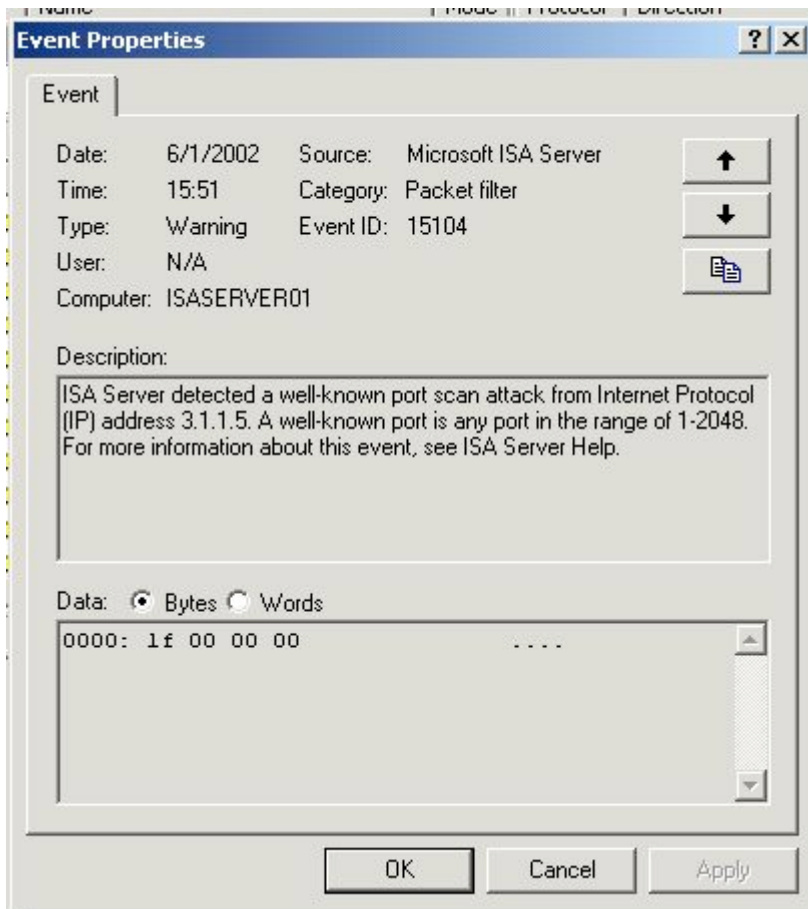 Name Mode Protocol Direction
Event Properties
Event
Date: 6/1/2002 Source: Microsoft ISA Server
Time: 15:51 Category: Packet filter
Type: Warning Event ID: 15104
User: N/A
Computer: ISASERVER01
Description:
ISA Server detected a well-known port scan attack from Internet Protocol
(IP) address 3.1.1.5. A well-known port is any port in the range of 1-2048.
For more information about this event, see ISA Server Help.
Data: Bytes Words
0000: 1f 00 00 00 ....
OK Cancel Apply